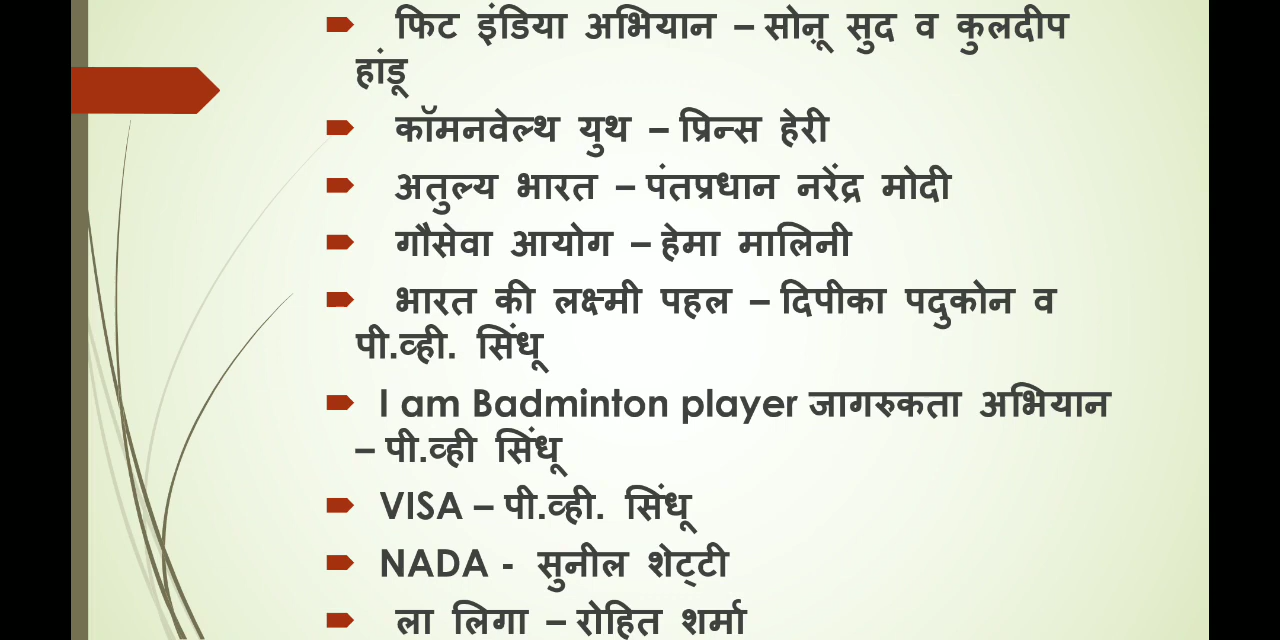 फिट इंडिया अभियान – सोनू सुद व कुलदीप
हांडू
कॉमनवेल्थ युथ – प्रिन्स हेरी
अतुल्य भारत – पंतप्रधान नरेंद्र मोदी
गौसेवा आयोग – हेमा मालिनी
भारत की लक्ष्मी पहल – दिपीका पदुकोन व
पी.व्ही. सिंधू
I am Badminton player जागरुकता अभियान
– पी.व्ही सिंधू
VISA – पी.व्ही. सिंधू
NADA - सुनील शेट्टी
ला लिगा – रोहित शर्मा